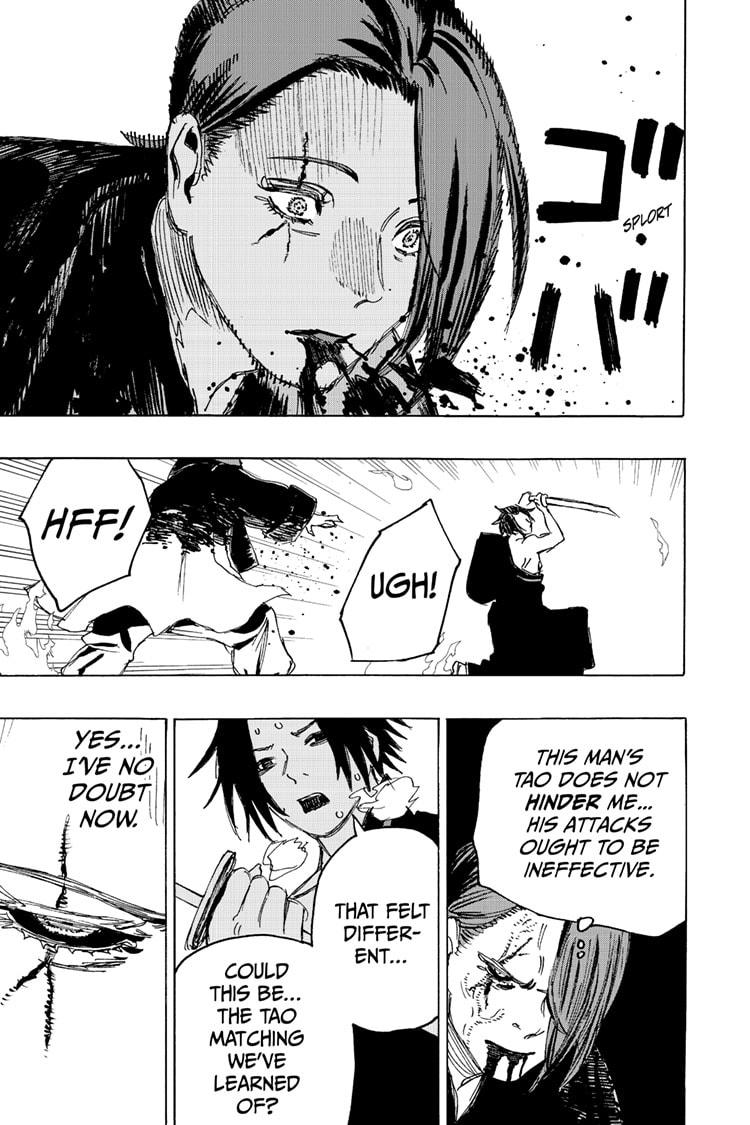 ゴ
バ
SPLORT
UGH!
HFF!
THIS MAN'S
TAO DOES NOT
HINDER ME...
HIS ATTACKS
OUGHT TO BE
INEFFECTIVE.
THAT FELT
DIFFER-
ENT...
COULD
THIS BE...
THE TAO
MATCHING
WE'VE
LEARNED
OF?
YES...
I'VE NO
DOUBT
NOW.